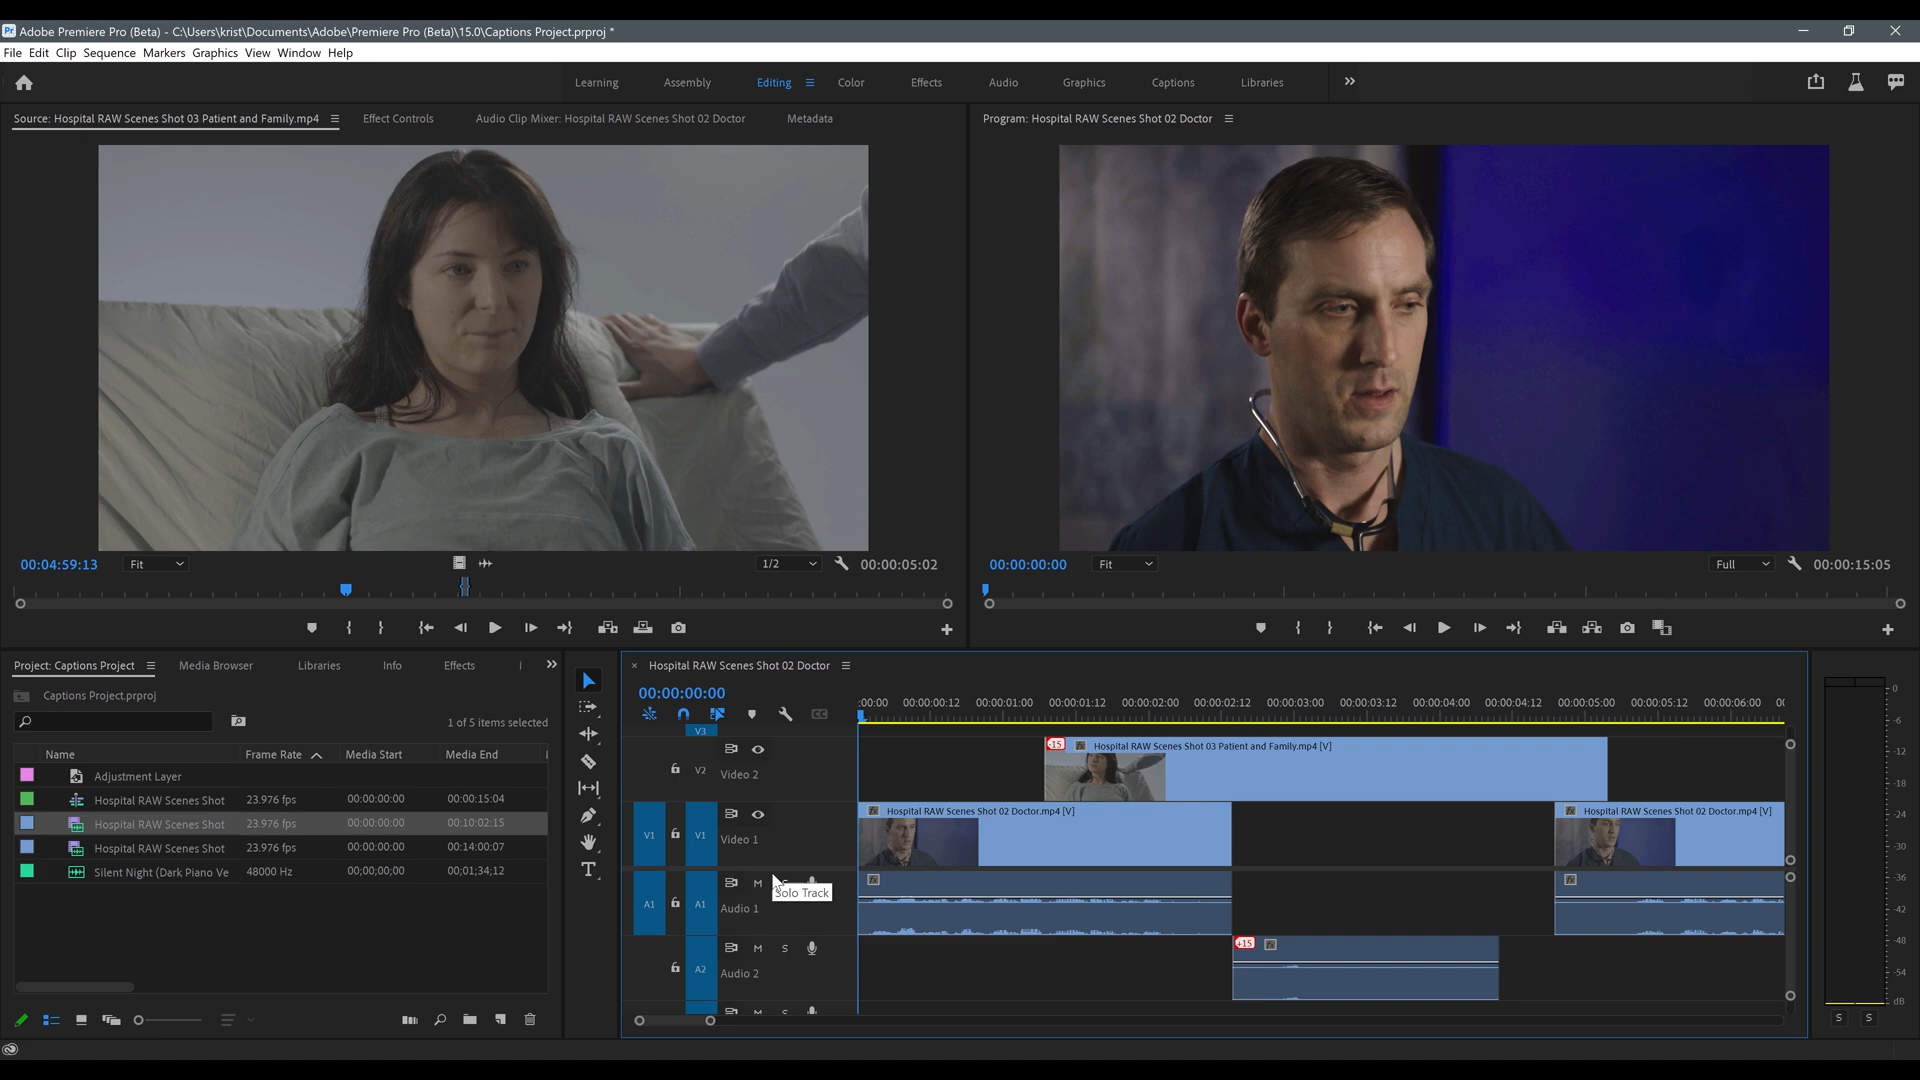 Pr Adobe Premiere Pro (Beta) - C:\Users\krist\Documents\Adobe\Premiere Pro (Beta)\15.0\Captions Project.prproj *
File Edit Clip Sequence Markers Graphics View Window Help
Learning Assembly Editing Color Effects Audio Graphics Captions Libraries
Source: Hospital RAW Scenes Shot 03 Patient and Family.mp4 Effect Controls Audio Clip Mixer: Hospital RAW Scenes Shot 02 Doctor Metadata
Program: Hospital RAW Scenes Shot 02 Doctor
00:04:59:13 Fit 1/2 00:00:05:02
00:00:00:00 Fit Full 00:00:15:05
Project: Captions Project Media Browser Libraries Info Effects
Captions Project.prproj
1 of 5 items selected
Name Frame Rate Media Start Media End
Adjustment Layer
Hospital RAW Scenes Shot 23.976 fps 00:00:00:00 00:00:15:04
Hospital RAW Scenes Shot 23.976 fps 00:00:00:00 00:10:02:15
Hospital RAW Scenes Shot 23.976 fps 00:00:00:00 00:14:00:07
Silent Night (Dark Piano Ve 48000 Hz 00;00;00;00 00;01;34;12
T
Hospital RAW Scenes Shot 02 Doctor
00:00:00:00
:00:00 00:00:00:12 00:00:01:00 00:00:01:12 00:00:02:00 00:00:02:12 00:00:03:00 00:00:03:12 00:00:04:00 00:00:04:12 00:00:05:00 00:00:05:12 00:00:06:00 00
CC
V3
V2 Video 2
-15 fx Hospital RAW Scenes Shot 03 Patient and Family.mp4 [V]
V1 V1 Video 1
fx Hospital RAW Scenes Shot 02 Doctor.mp4 [V]
fx Hospital RAW Scenes Shot 02 Doctor.mp4 [V]
A1 A1 M Audio 1
fx fx
Solo Track
A2 M S Audio 2
+15 fx
0
-6
-12
-18
-24
-30
-36
-42
-48
-54
dB
S S